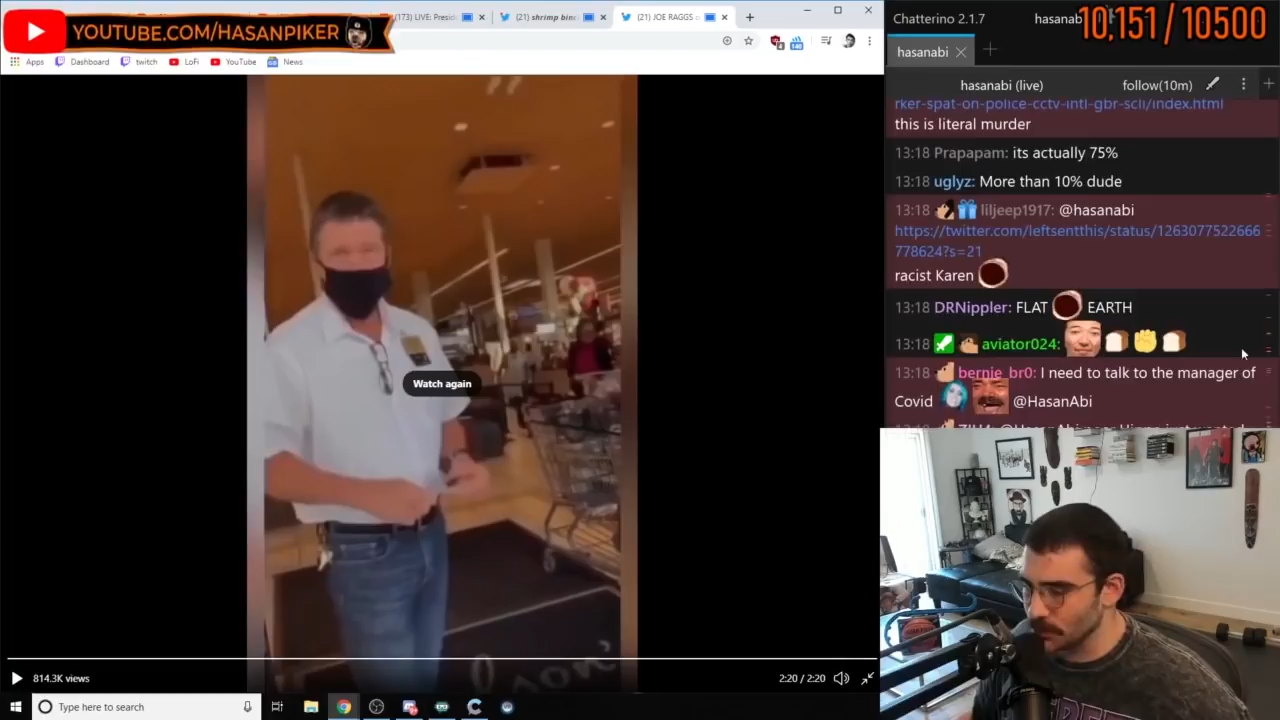 YOUTUBE.COM/HASANPIKER
(173) LIVE: Presid
(21) shrimp bin
(21) JOE RAGGS
Apps
Dashboard
twitch
LoFi
YouTube
News
Watch again
814.3K views
2:20 / 2:20
Type here to search
Chatterino 2.1.7
hasanab
10,151 / 10500
hasanabi
hasanabi (live)
follow(10m)
rker-spat-on-police-cctv-intl-gbr-scli/index.html
this is literal murder
13:18 Prapapam: its actually 75%
13:18 uglyz: More than 10% dude
13:18 liljeep1917: @hasanabi
https://twitter.com/leftsentthis/status/1263077522666
778624?s=21
racist Karen
13:18 DRNippler: FLAT EARTH
13:18 aviator024:
13:18 bernie_br0: I need to talk to the manager of
Covid @HasanAbi